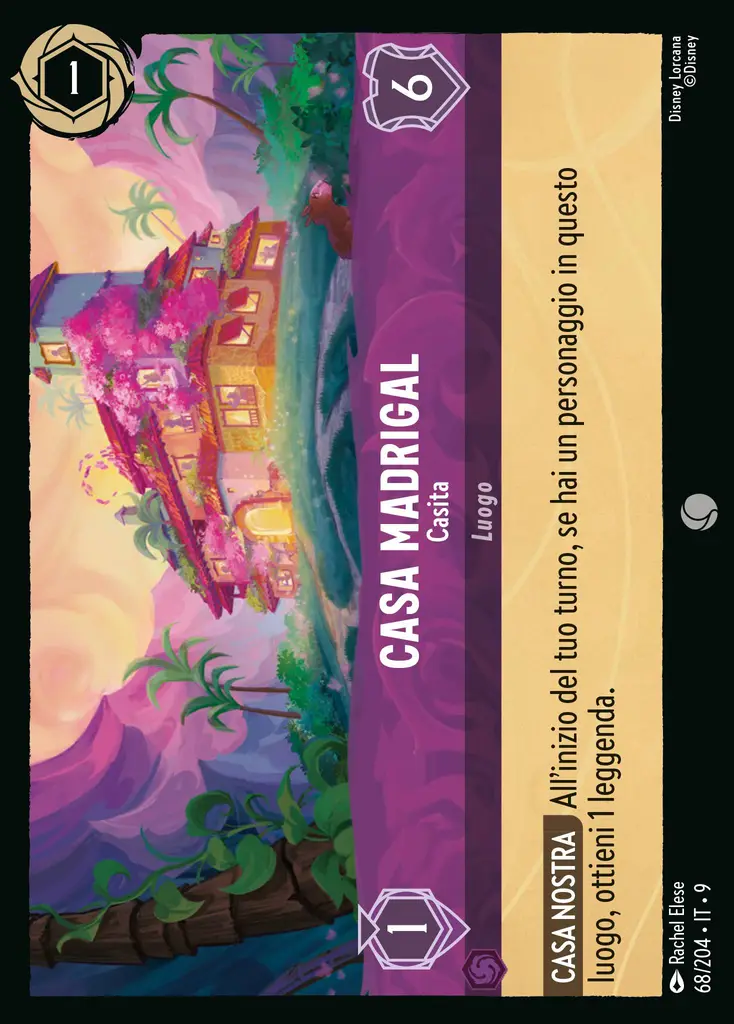 1
6
CASA MADRIGAL
Casita
Luogo
1
CASA NOSTRA All'inizio del tuo turno, se hai un personaggio in questo
luogo, ottieni 1 leggenda.
Rachel Elese
68/204 • IT • 9
Disney Lorcana
©Disney